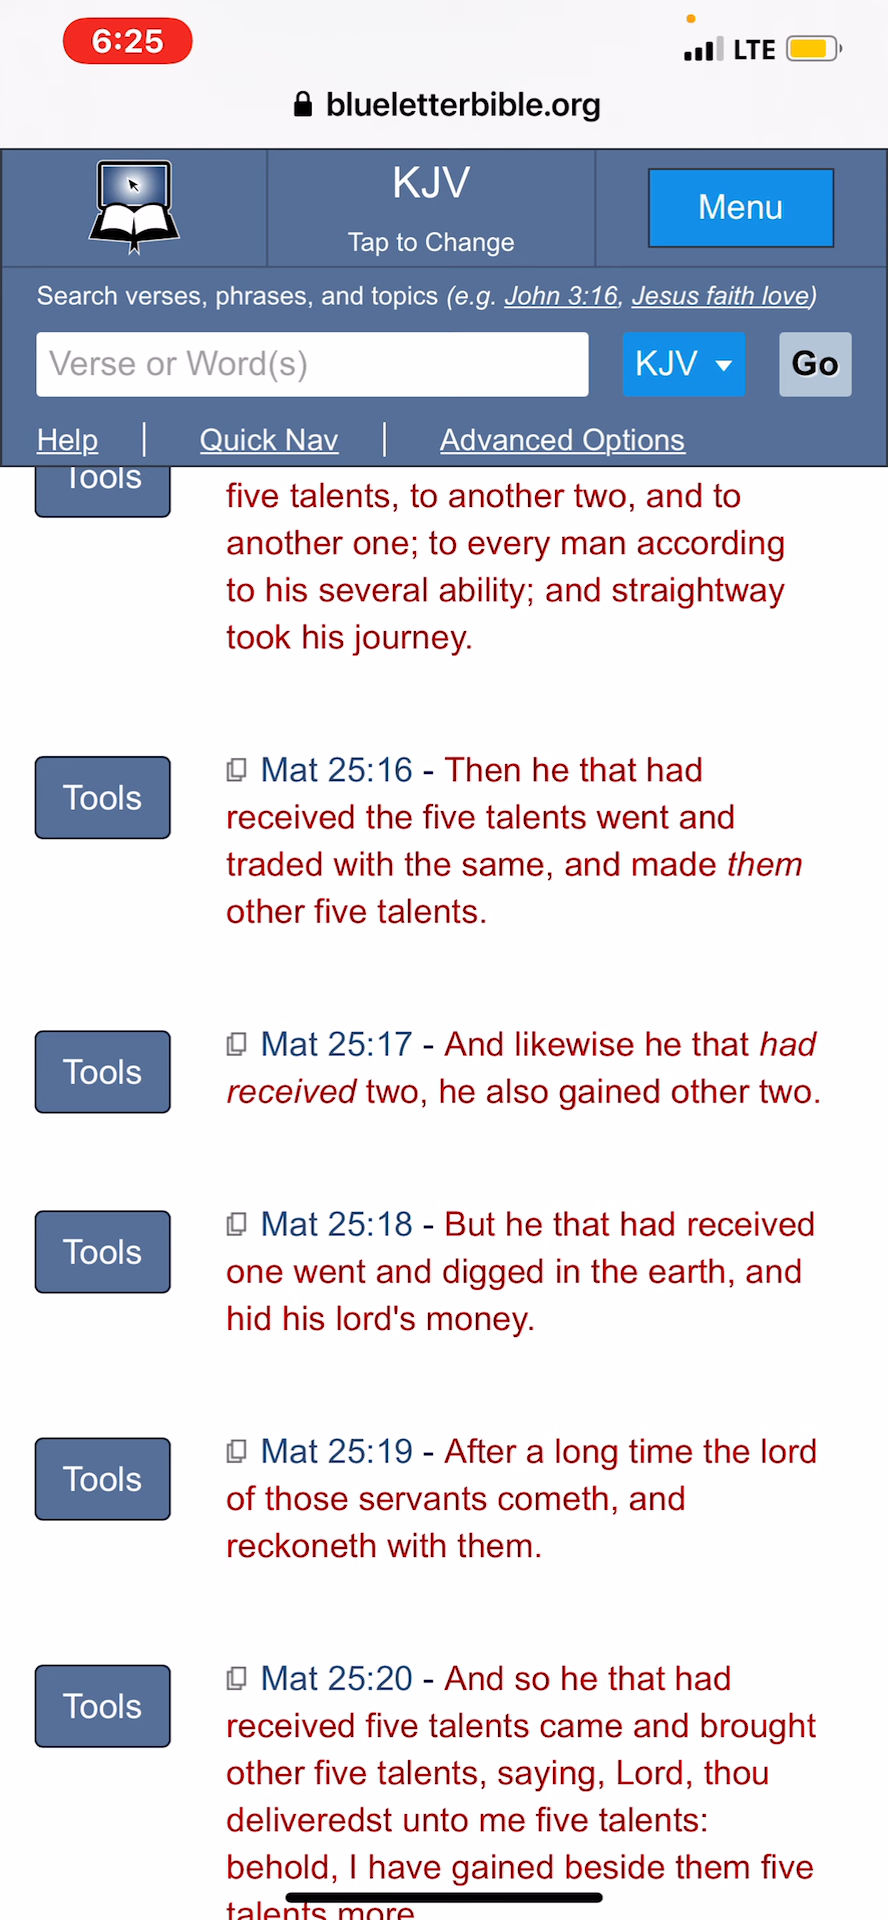 6:25
LTE
blueletterbible.org
KJV
Tap to Change
Menu
Search verses, phrases, and topics (e.g. John 3:16, Jesus faith love)
Verse or Word(s)
KJV
Go
Help | Quick Nav | Advanced Options
Tools
five talents, to another two, and to
another one; to every man according
to his several ability; and straightway
took his journey.
Tools
Mat 25:16 - Then he that had
received the five talents went and
traded with the same, and made them
other five talents.
Tools
Mat 25:17 - And likewise he that had
received two, he also gained other two.
Tools
Mat 25:18 - But he that had received
one went and digged in the earth, and
hid his lord's money.
Tools
Mat 25:19 - After a long time the lord
of those servants cometh, and
reckoneth with them.
Tools
Mat 25:20 - And so he that had
received five talents came and brought
other five talents, saying, Lord, thou
deliveredst unto me five talents:
behold, I have gained beside them five
talents more